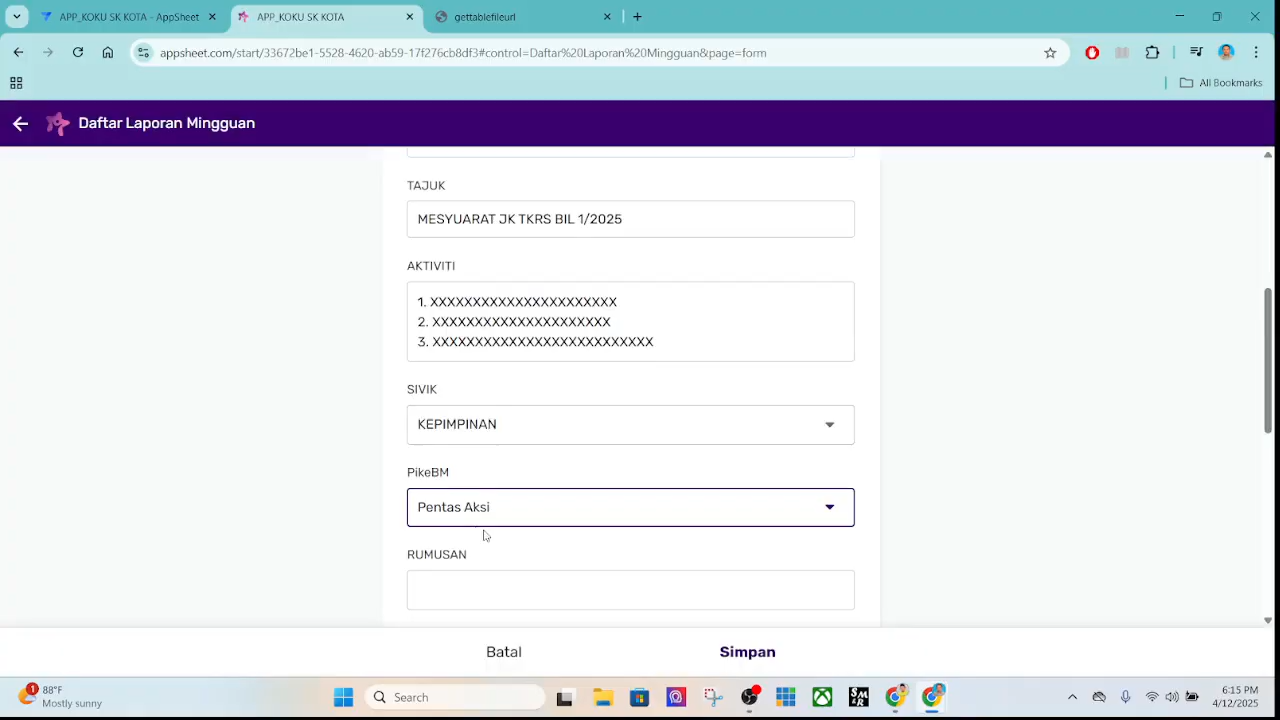 APP_KOKU SK KOTA - AppSheet
APP_KOKU SK KOTA
gettablefileurl
appsheet.com/start/33672be1-5528-4620-ab59-17f276cb8df3#control=Daftar%20Laporan%20Mingguan&page=form
All Bookmarks
Daftar Laporan Mingguan
TAJUK
MESYUARAT JK TKRS BIL 1/2025
AKTIVITI
1. XXXXXXXXXXXXXXXXXXXXXX
2. XXXXXXXXXXXXXXXXXXXXX
3. XXXXXXXXXXXXXXXXXXXXXXXXXX
SIVIK
KEPIMPINAN
PikeBM
Pentas Aksi
RUMUSAN
Batal
Simpan
1
88°F
Mostly sunny
Search
6:15 PM
4/12/2025